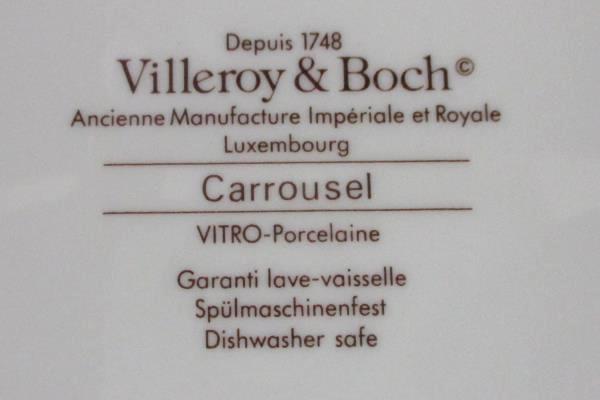 Depuis 1748
Villeroy & Boch©
Ancienne Manufacture Impériale et Royale
Luxembourg
Carrousel
VITRO-Porcelaine
Garanti lave-vaisselle
Spülmaschinenfest
Dishwasher safe